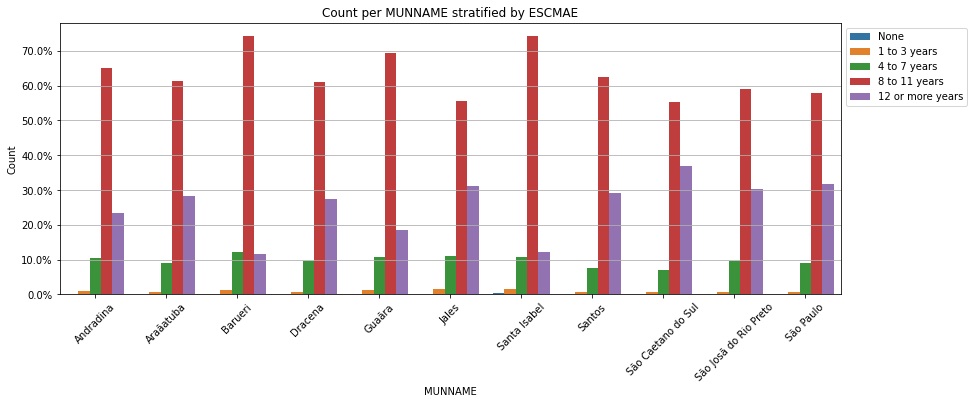 Count per MUNNAME stratified by ESCMAE
None
1 to 3 years
4 to 7 years
8 to 11 years
12 or more years
Count
70.0%
60.0%
50.0%
40.0%
30.0%
20.0%
10.0%
0.0%
Andradina
Araãatuba
Barueri
Dracena
Guaãra
Jales
Santa Isabel
Santos
São Caetano do Sul
São Josã do Rio Preto
São Paulo
MUNNAME